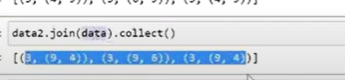 data2.join(data).collect()
[(3, (9, 4)), (3, (9, 6)), (3, (9, 4))]